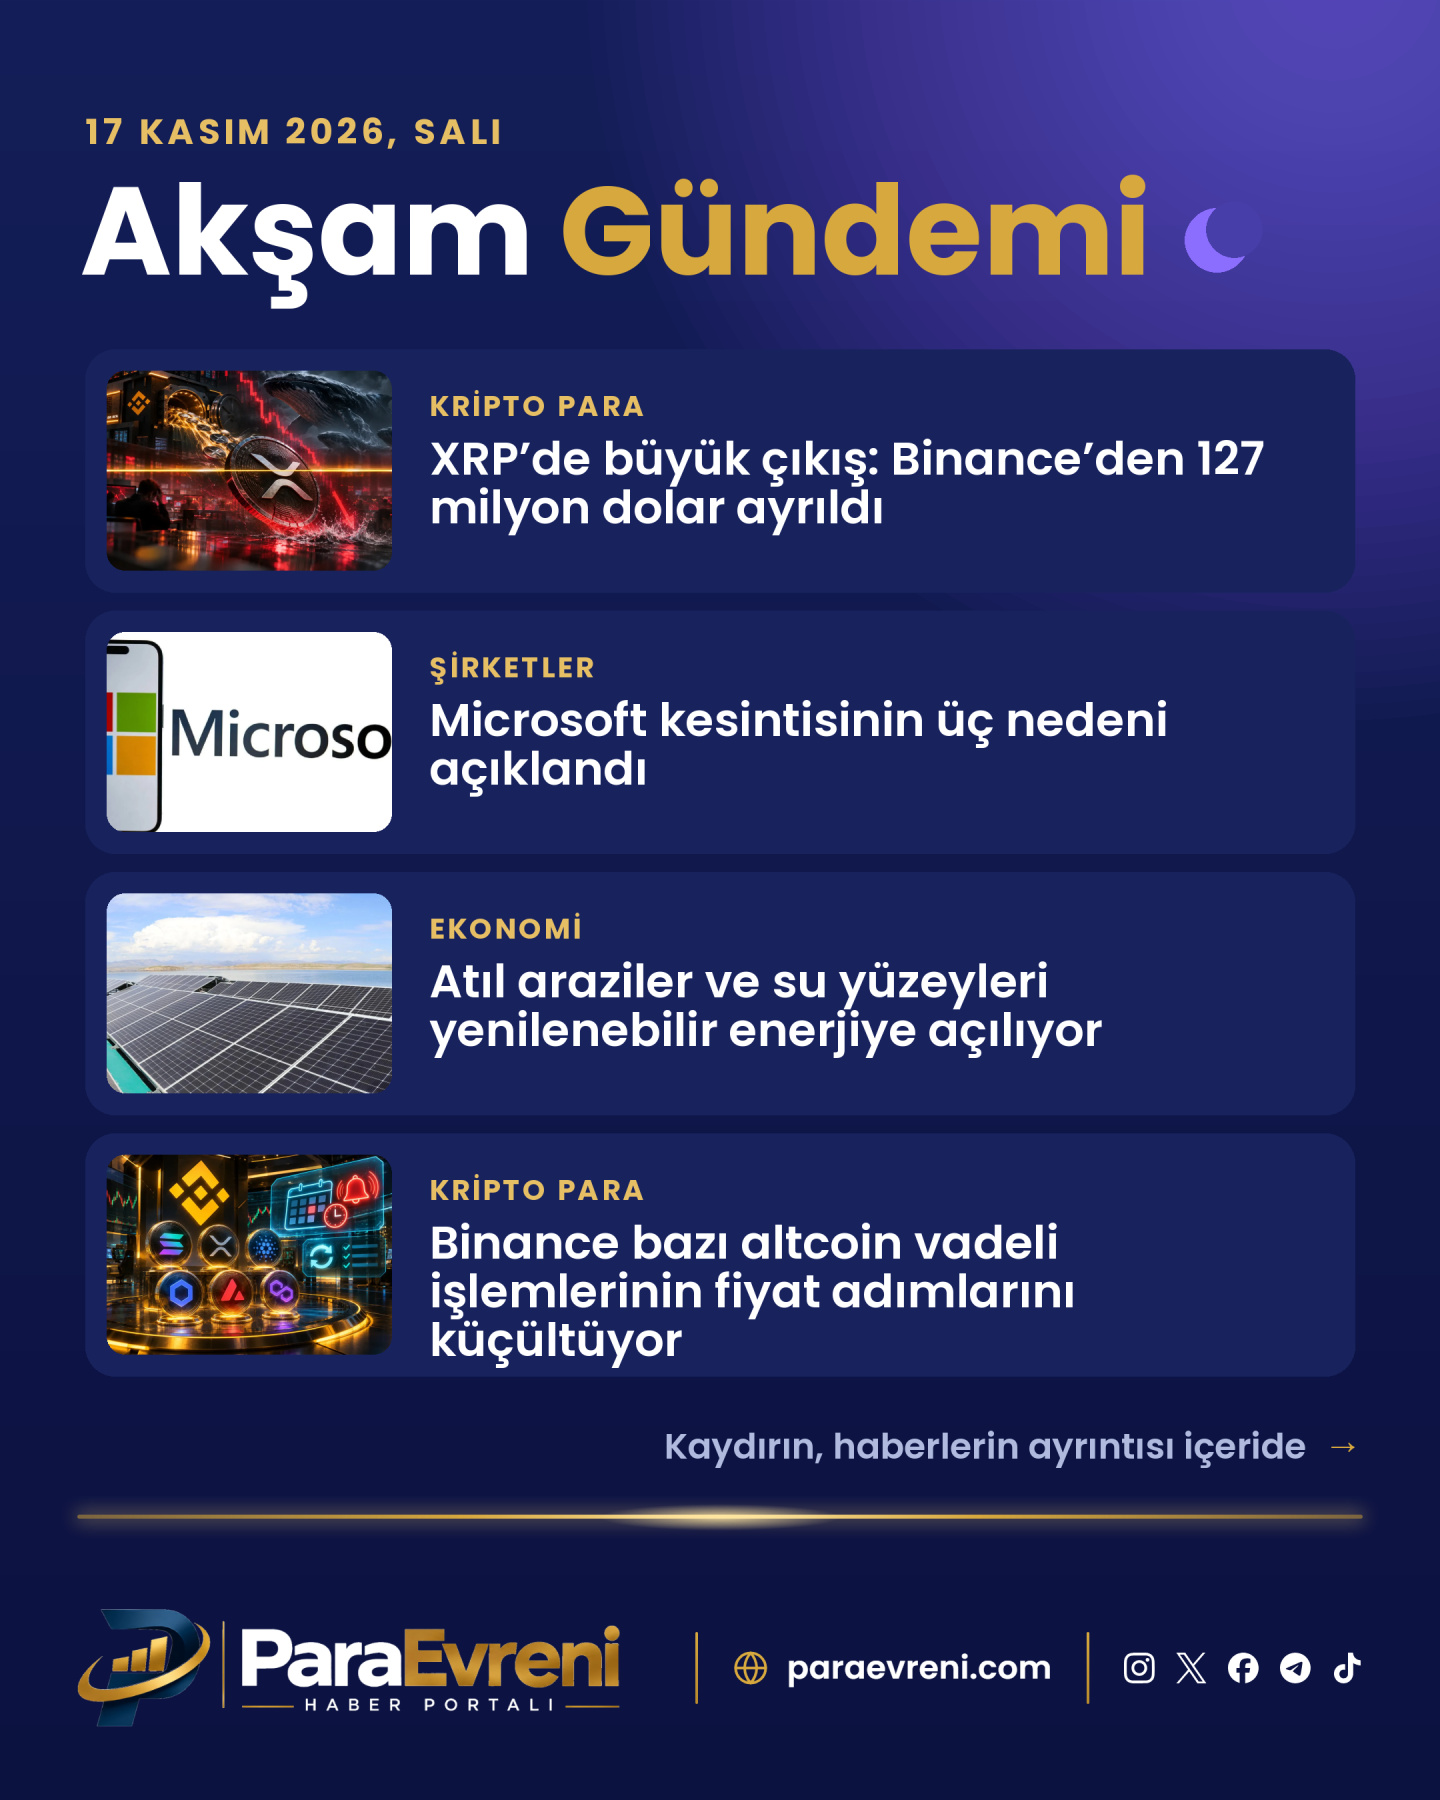 17 KASIM 2026, SALI
Akşam Gündemi
KRİPTO PARA
XRP’de büyük çıkış: Binance’den 127
milyon dolar ayrıldı
Microso
ŞİRKETLER
Microsoft kesintisinin üç nedeni
açıklandı
EKONOMİ
Atıl araziler ve su yüzeyleri
yenilenebilir enerjiye açılıyor
KRİPTO PARA
Binance bazı altcoin vadeli
işlemlerinin fiyat adımlarını
küçültüyor
Kaydırın, haberlerin ayrıntısı içeride →
ParaEvreni
HABER PORTALI
paraevreni.com